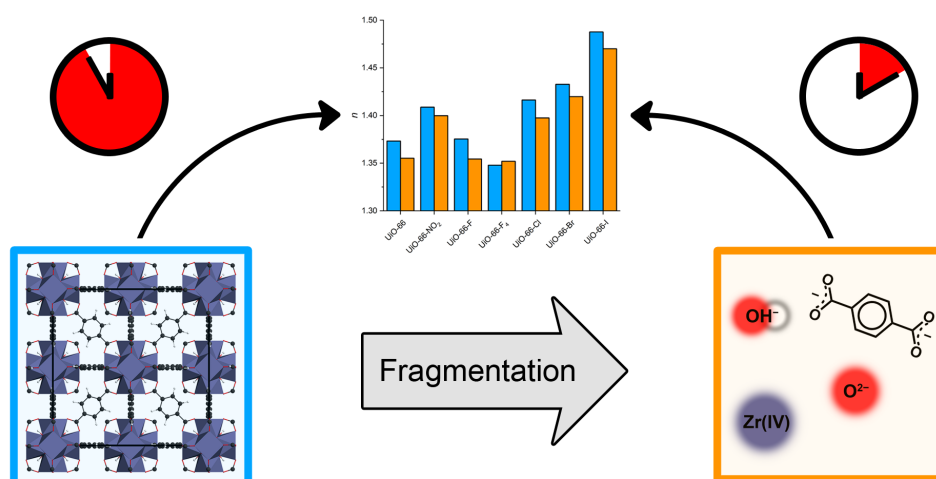 1.50
1.45
1.40
1.35
1.30
n
UiO-66
UiO-66-NO₂
UiO-66-F
UiO-66-F₄
UiO-66-Cl
UiO-66-Br
UiO-66-I
Fragmentation
OH⁻
O
O
O
O
O²⁻
Zr(IV)